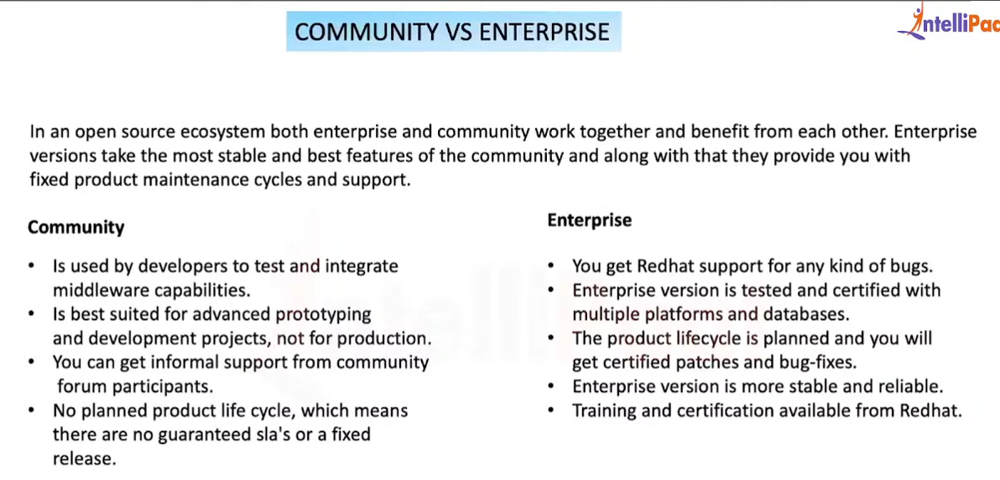 COMMUNITY VS ENTERPRISE
IntelliPac
In an open source ecosystem both enterprise and community work together and benefit from each other. Enterprise
versions take the most stable and best features of the community and along with that they provide you with
fixed product maintenance cycles and support.
Community
• Is used by developers to test and integrate
middleware capabilities.
• Is best suited for advanced prototyping
and development projects, not for production.
• You can get informal support from community
forum participants.
• No planned product life cycle, which means
there are no guaranteed sla's or a fixed
release.
Enterprise
• You get Redhat support for any kind of bugs.
• Enterprise version is tested and certified with
multiple platforms and databases.
• The product lifecycle is planned and you will
get certified patches and bug-fixes.
• Enterprise version is more stable and reliable.
• Training and certification available from Redhat.